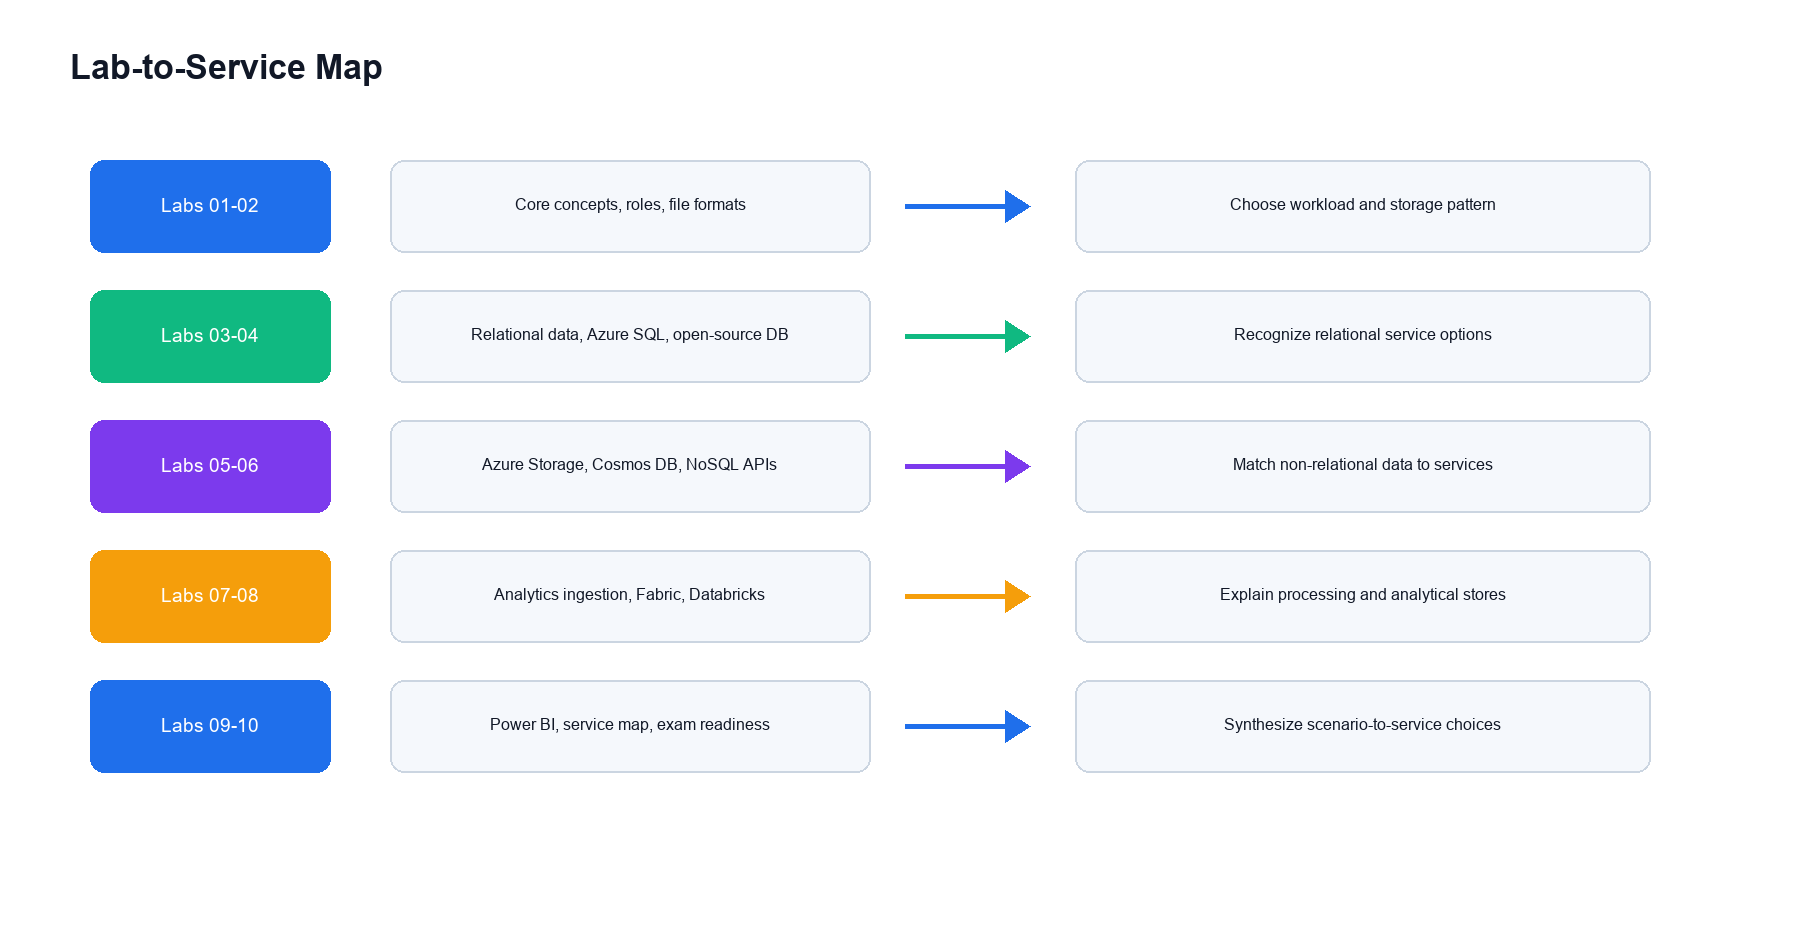 Lab-to-Service Map
Labs 01-02
Core concepts, roles, file formats
Choose workload and storage pattern
Labs 03-04
Relational data, Azure SQL, open-source DB
Recognize relational service options
Labs 05-06
Azure Storage, Cosmos DB, NoSQL APIs
Match non-relational data to services
Labs 07-08
Analytics ingestion, Fabric, Databricks
Explain processing and analytical stores
Labs 09-10
Power BI, service map, exam readiness
Synthesize scenario-to-service choices